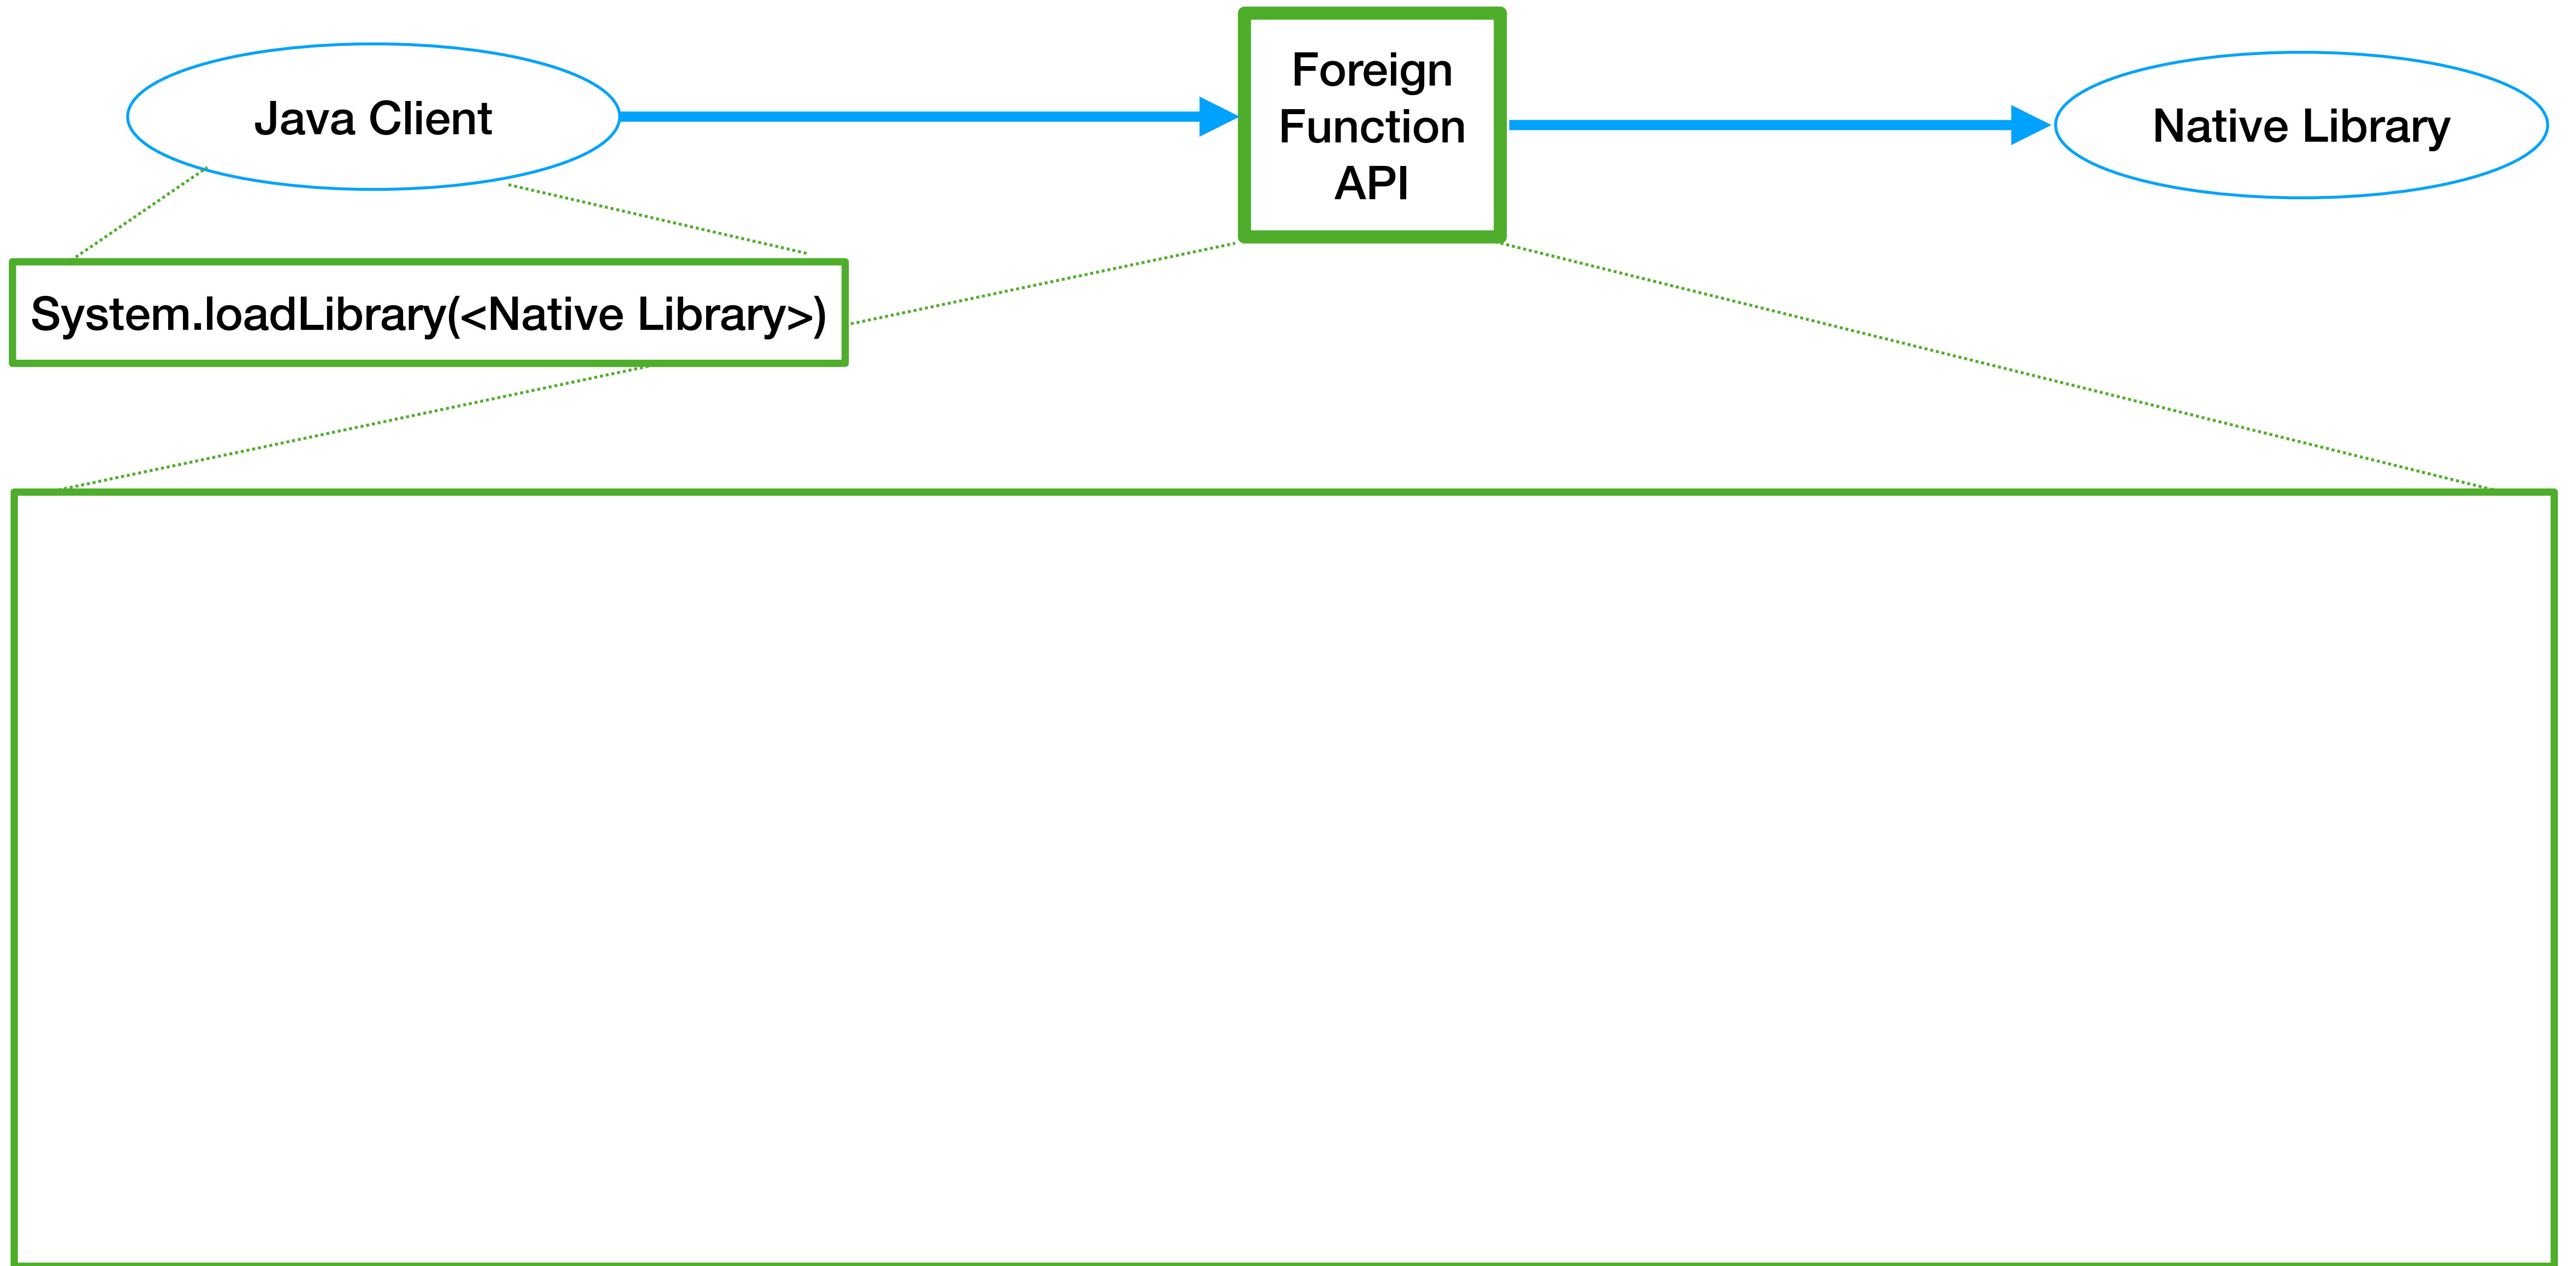 Java Client
Foreign
Function
API
Native Library
System.loadLibrary(<Native Library>)